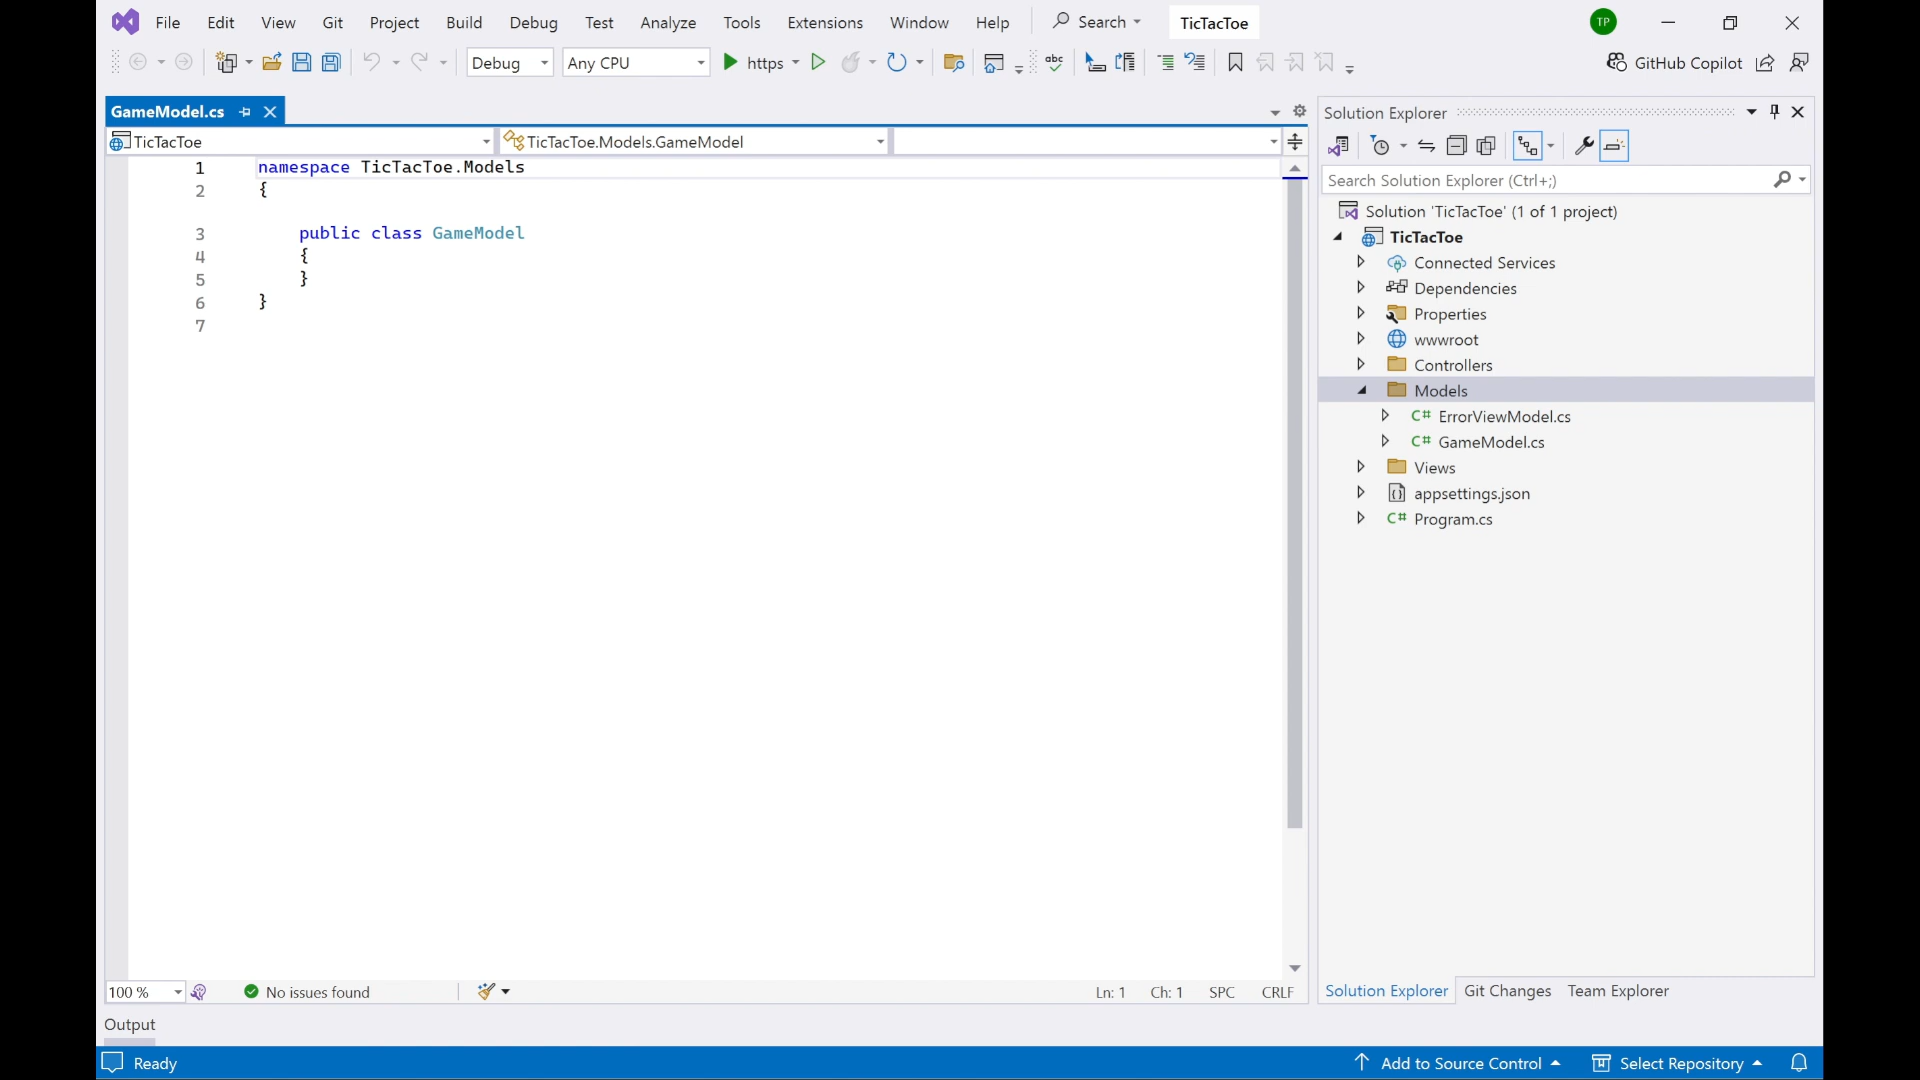 File Edit View Git Project Build Debug Test Analyze Tools Extensions Window Help Search TicTacToe TP
Debug Any CPU https abc GitHub Copilot
GameModel.cs
TicTacToe TicTacToe.Models.GameModel
1 namespace TicTacToe.Models
2 {
3 public class GameModel
4 {
5 }
6 }
7
100 % No issues found Ln: 1 Ch: 1 SPC CRLF
Solution Explorer
Search Solution Explorer (Ctrl+;)
Solution 'TicTacToe' (1 of 1 project)
TicTacToe
Connected Services
Dependencies
Properties
wwwroot
Controllers
Models
C# ErrorViewModel.cs
C# GameModel.cs
Views
appsettings.json
C# Program.cs
Solution Explorer Git Changes Team Explorer
Output
Ready Add to Source Control Select Repository